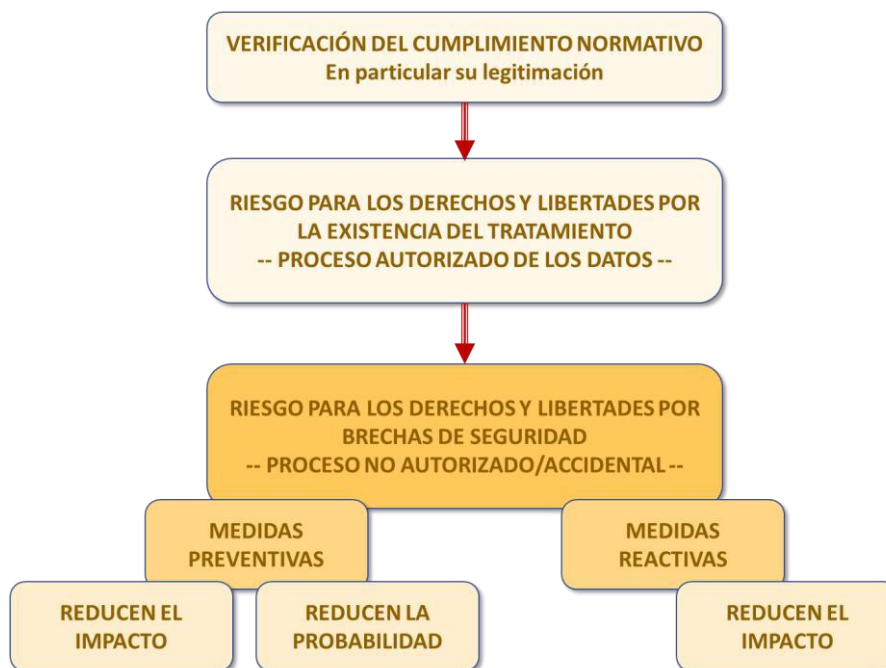 VERIFICACIÓN DEL CUMPLIMIENTO NORMATIVO
En particular su legitimación
RIESGO PARA LOS DERECHOS Y LIBERTADES POR
LA EXISTENCIA DEL TRATAMIENTO
-- PROCESO AUTORIZADO DE LOS DATOS --
RIESGO PARA LOS DERECHOS Y LIBERTADES POR
BRECHAS DE SEGURIDAD
-- PROCESO NO AUTORIZADO/ACCIDENTAL --
MEDIDAS
PREVENTIVAS
MEDIDAS
REACTIVAS
REDUCEN EL
IMPACTO
REDUCEN LA
PROBABILIDAD
REDUCEN EL
IMPACTO